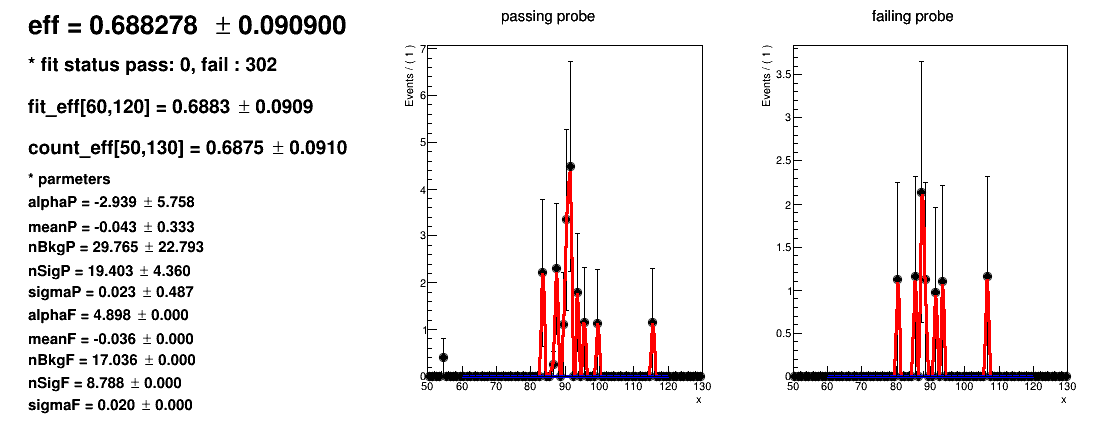 eff = 0.688278 ± 0.090900
* fit status pass: 0, fail : 302
fit_eff[60,120] = 0.6883 ± 0.0909
count_eff[50,130] = 0.6875 ± 0.0910
* parmeters
alphaP = -2.939 ± 5.758
meanP = -0.043 ± 0.333
nBkgP = 29.765 ± 22.793
nSigP = 19.403 ± 4.360
sigmaP = 0.023 ± 0.487
alphaF = 4.898 ± 0.000
meanF = -0.036 ± 0.000
nBkgF = 17.036 ± 0.000
nSigF = 8.788 ± 0.000
sigmaF = 0.020 ± 0.000
passing probe
Events / ( 1 )
7
6
5
4
3
2
1
0
50 60 70 80 90 100 110 120 130
x
failing probe
Events / ( 1 )
3.5
3
2.5
2
1.5
1
0.5
0
50 60 70 80 90 100 110 120 130
x